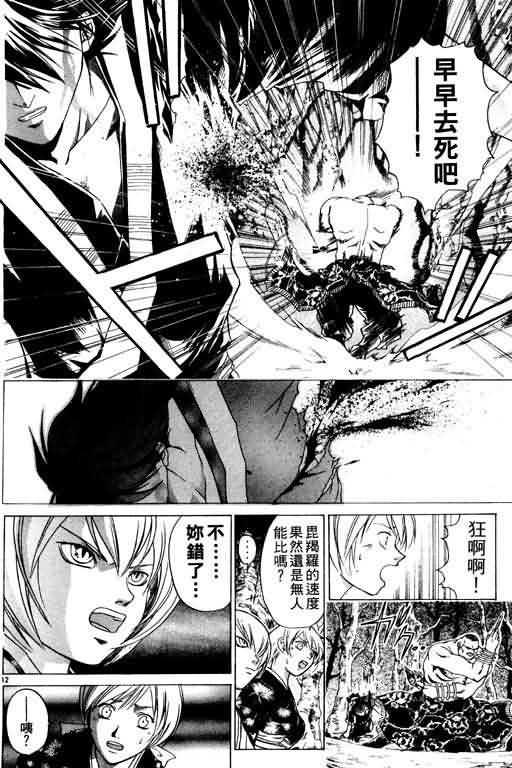 早早去死吧
——！
狂啊啊！
毘羯羅的速度
果然還是無人
能比嗎？
……
不……
妳錯了…
——咦？
12